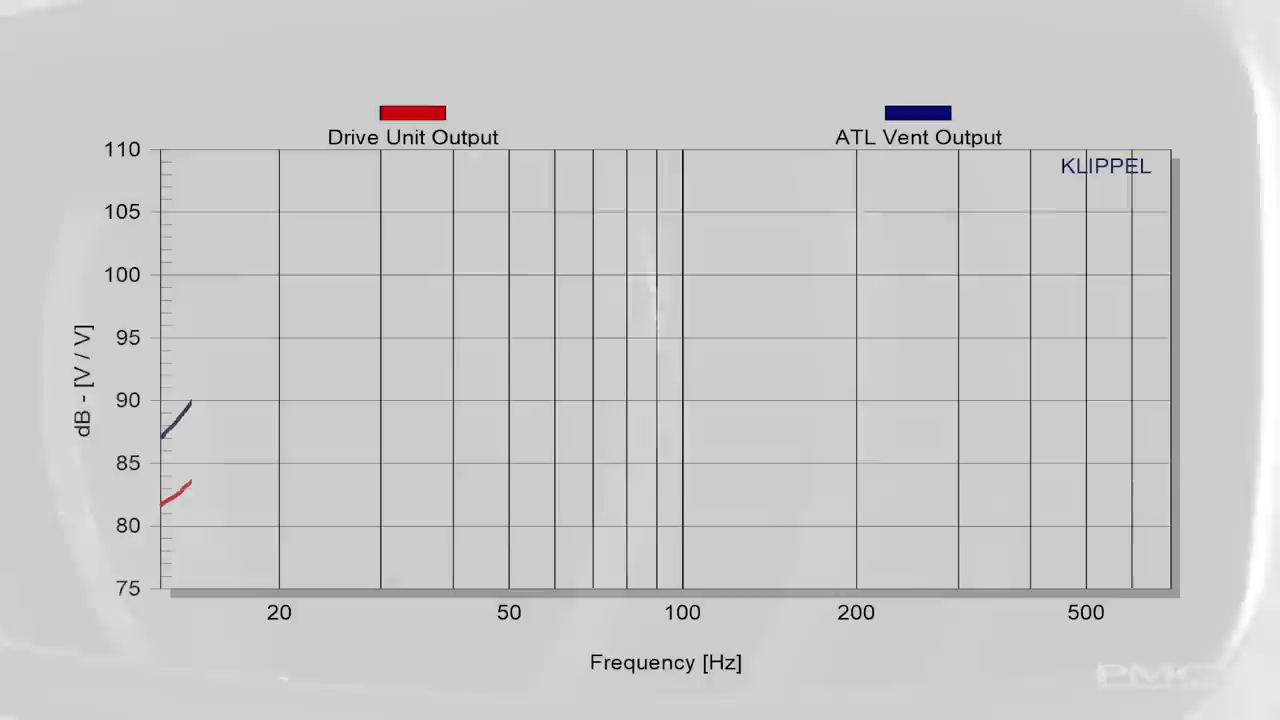 Drive Unit Output
ATL Vent Output
KLIPPEL
110
105
100
95
90
85
80
75
dB - [V / V]
20
50
100
200
500
Frequency [Hz]
PMC